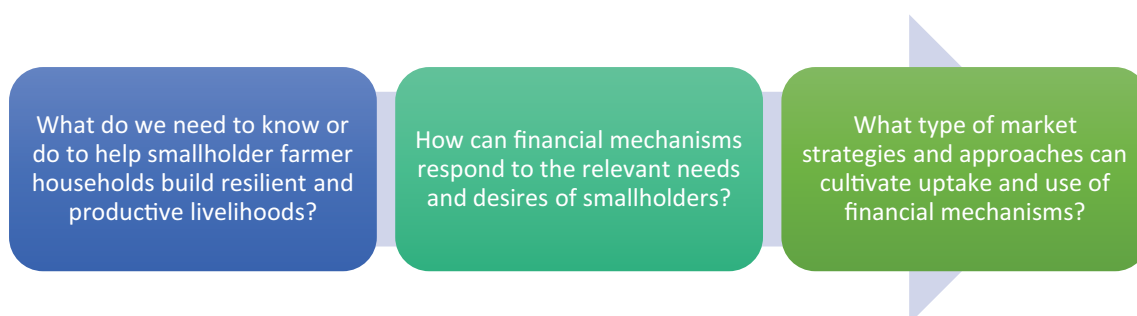 What do we need to know or
do to help smallholder farmer
households build resilient and
productive livelihoods?
How can financial mechanisms
respond to the relevant needs
and desires of smallholders?
What type of market
strategies and approaches can
cultivate uptake and use of
financial mechanisms?